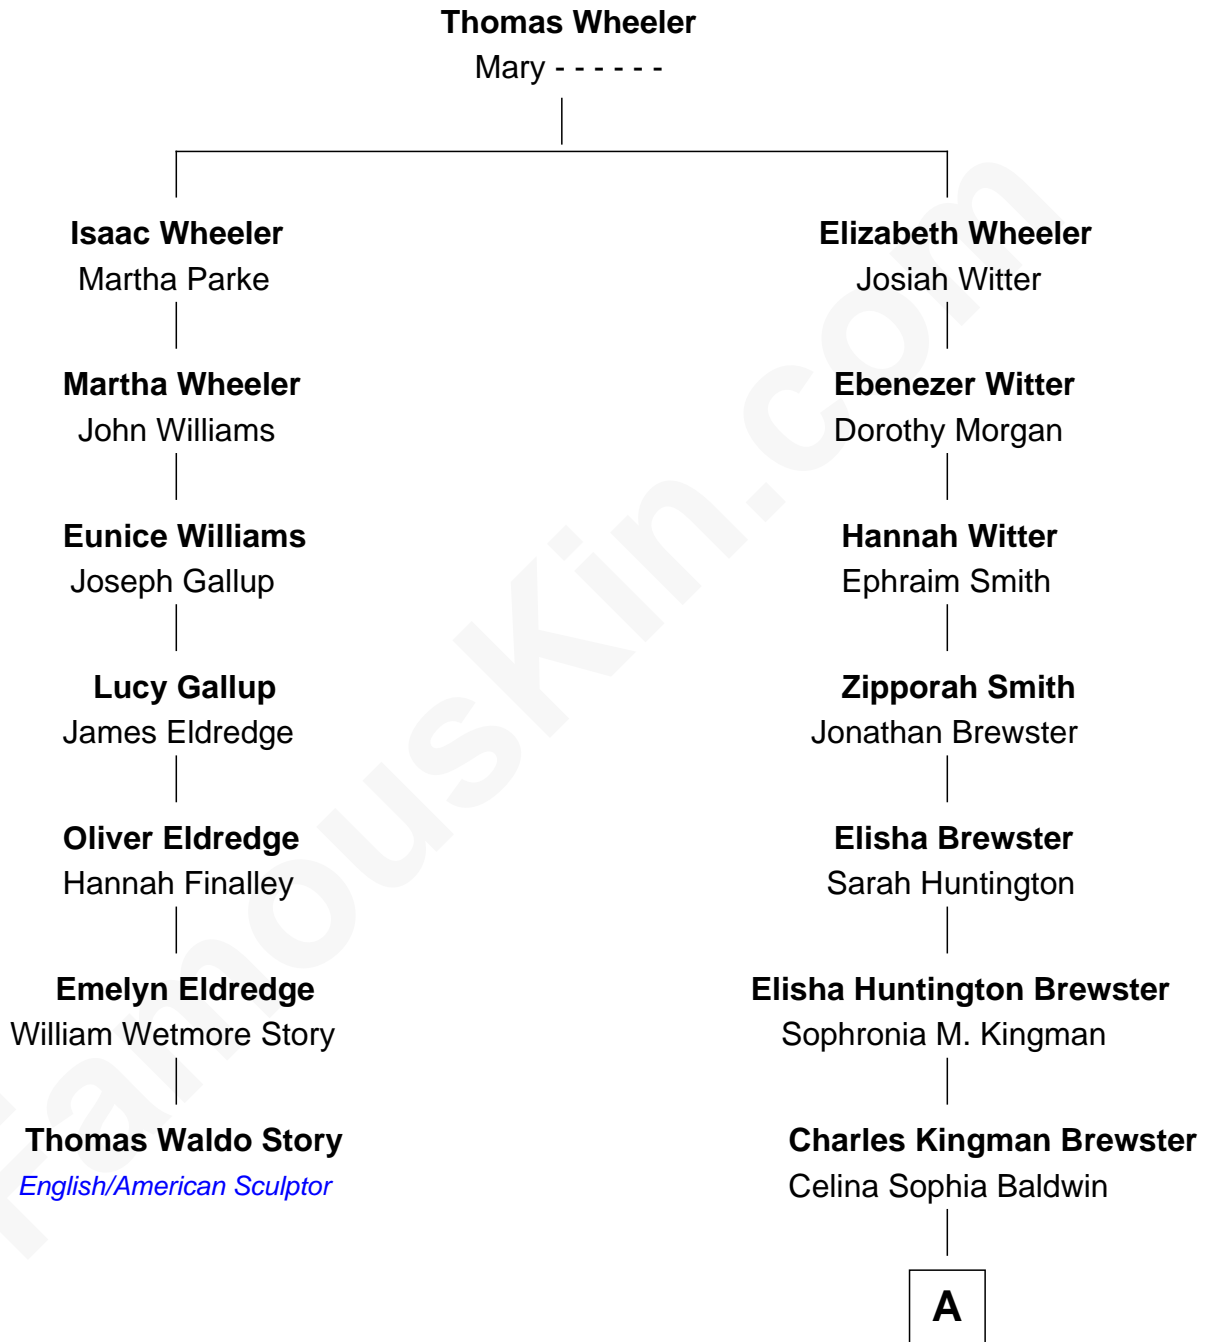 Thomas Wheeler
Mary - - - - - -
Isaac Wheeler
Martha Parke
Elizabeth Wheeler
Josiah Witter
Martha Wheeler
John Williams
Ebenezer Witter
Dorothy Morgan
Eunice Williams
Joseph Gallup
Hannah Witter
Ephraim Smith
Lucy Gallup
James Eldredge
Zipporah Smith
Jonathan Brewster
Oliver Eldredge
Hannah Finalley
Elisha Brewster
Sarah Huntington
Emelyn Eldredge
William Wetmore Story
Elisha Huntington Brewster
Sophronia M. Kingman
Thomas Waldo Story
English/American Sculptor
Charles Kingman Brewster
Celina Sophia Baldwin
A
FamousKin.com